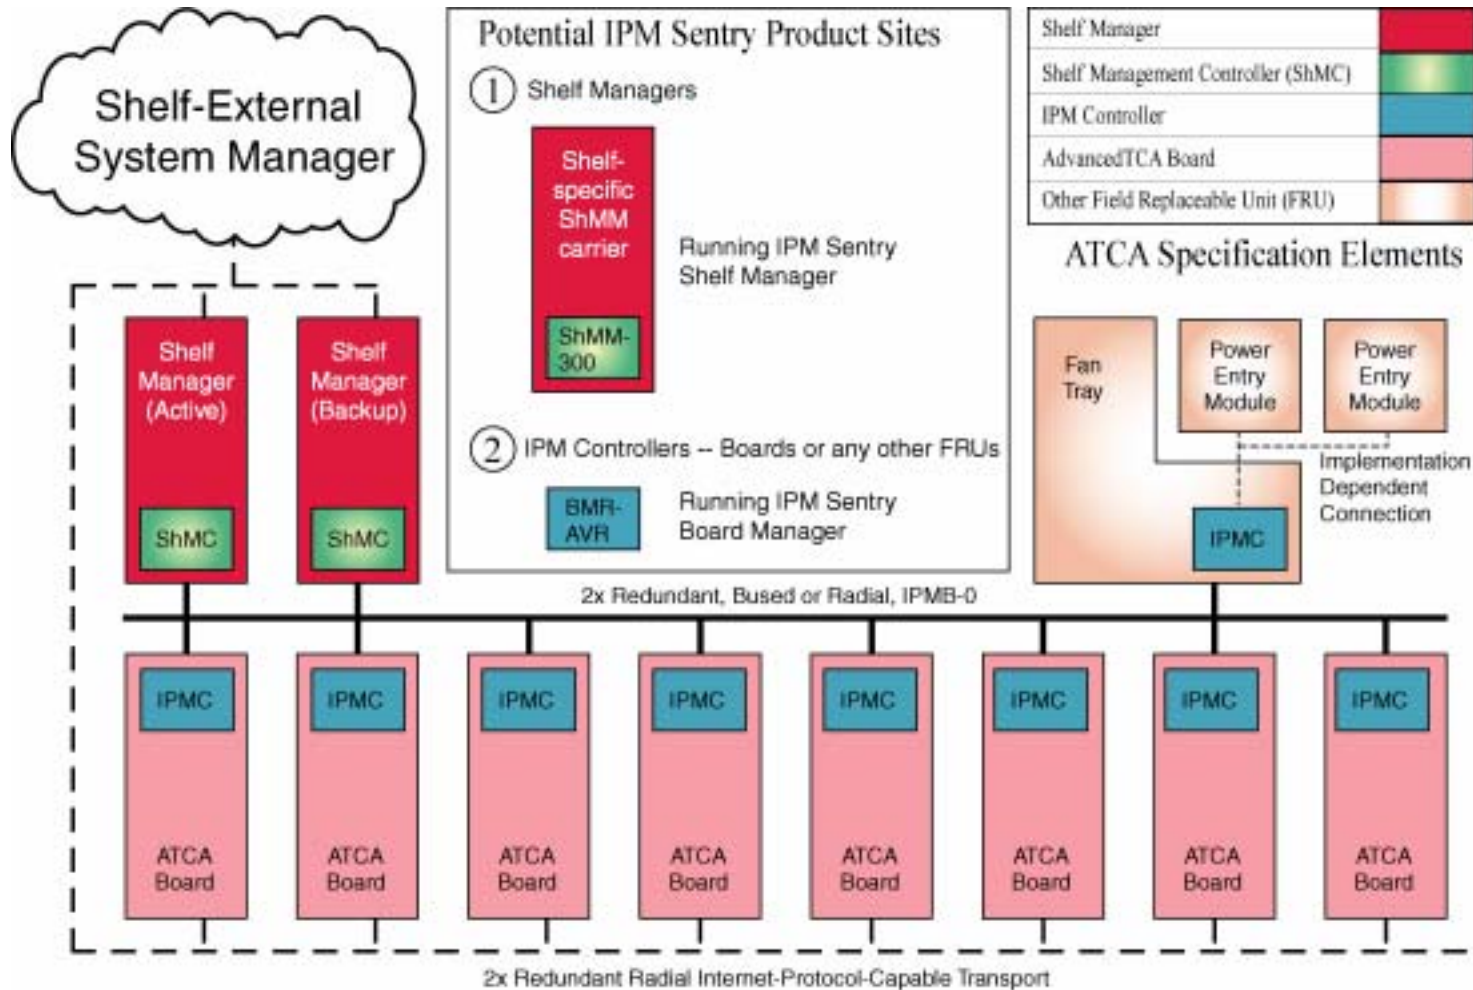 Shelf-External
System Manager
Potential IPM Sentry Product Sites
1 Shelf Managers
Shelf-
specific
ShMM
carrier
ShMM-
300
Running IPM Sentry
Shelf Manager
2 IPM Controllers -- Boards or any other FRUs
BMR-
AVR
Running IPM Sentry
Board Manager
Shelf Manager
Shelf Management Controller (ShMC)
IPM Controller
AdvancedTCA Board
Other Field Replaceable Unit (FRU)
ATCA Specification Elements
Shelf
Manager
(Active)
ShMC
Shelf
Manager
(Backup)
ShMC
Fan
Tray
Power
Entry
Module
Power
Entry
Module
Implementation
Dependent
Connection
IPMC
2x Redundant, Bused or Radial, IPMB-0
IPMC
ATCA
Board
IPMC
ATCA
Board
IPMC
ATCA
Board
IPMC
ATCA
Board
IPMC
ATCA
Board
IPMC
ATCA
Board
IPMC
ATCA
Board
IPMC
ATCA
Board
2x Redundant Radial Internet-Protocol-Capable Transport